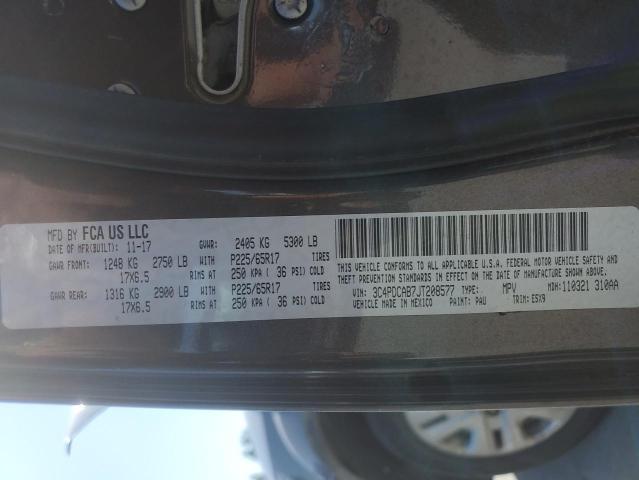 MFD BY FCA US LLC
DATE OF MFR(BUILT): 11-17 GVWR: 2405 KG 5300 LB
GAWR FRONT: 1248 KG 2750 LB WITH P225/65R17 TIRES
17X6.5 RIMS AT 250 KPA ( 36 PSI) COLD
GAWR REAR: 1316 KG 2900 LB WITH P225/65R17 TIRES
17X6.5 RIMS AT 250 KPA ( 36 PSI) COLD
THIS VEHICLE CONFORMS TO ALL APPLICABLE U.S.A. FEDERAL MOTOR VEHICLE SAFETY AND
THEFT PREVENTION STANDARDS IN EFFECT ON THE DATE OF MANUFACTURE SHOWN ABOVE.
VIN: 3C4PDCAB7JT208577 TYPE: MPV MDH: 110321 310AA
VEHICLE MADE IN MEXICO PAINT: PAU TRIM: E5X9